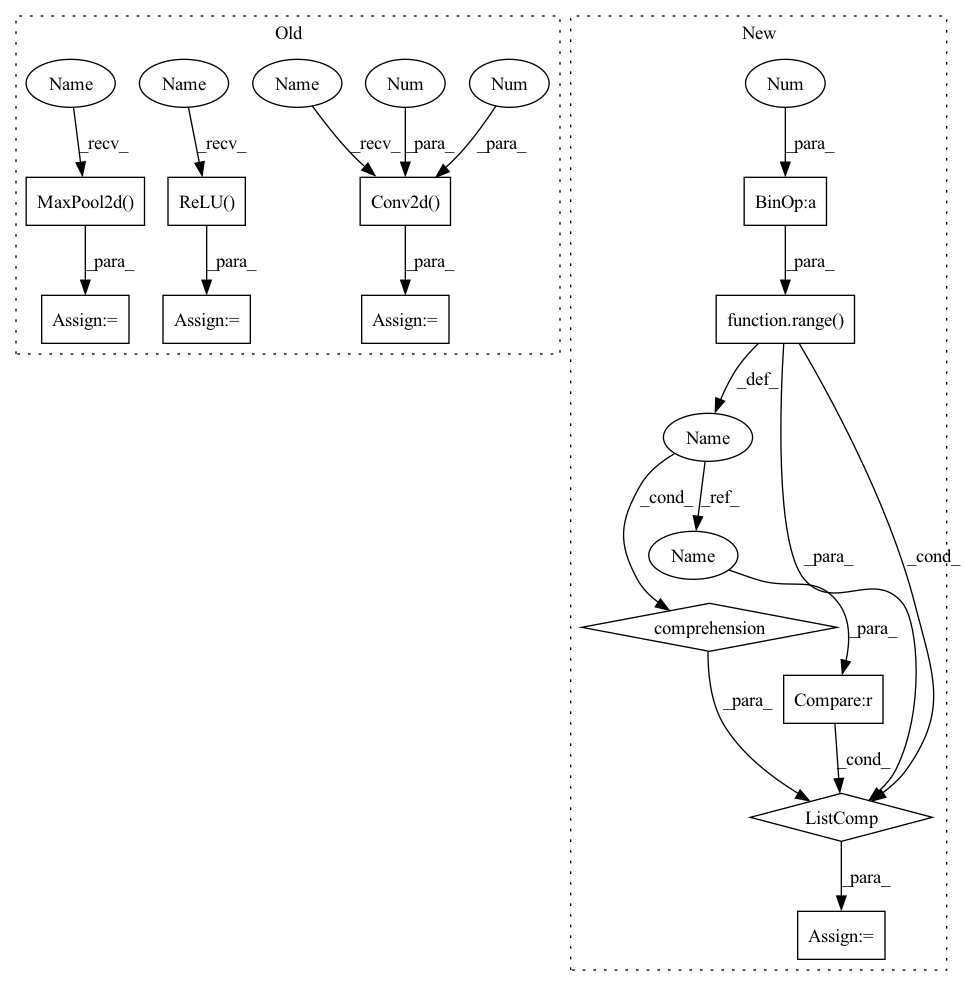 Old
New
Name
Name
Name
Num
Num
Num
_recv_
_recv_
_recv_
_para_
_para_
_para_
MaxPool2d()
ReLU()
Conv2d()
BinOp:a
_para_
_para_
_para_
_para_
Assign:=
Assign:=
Assign:=
function.range()
_def_
Name
_cond_
_ref_
_para_
_cond_
Name
comprehension
_para_
_para_
Compare:r
_cond_
ListComp
_para_
Assign:=